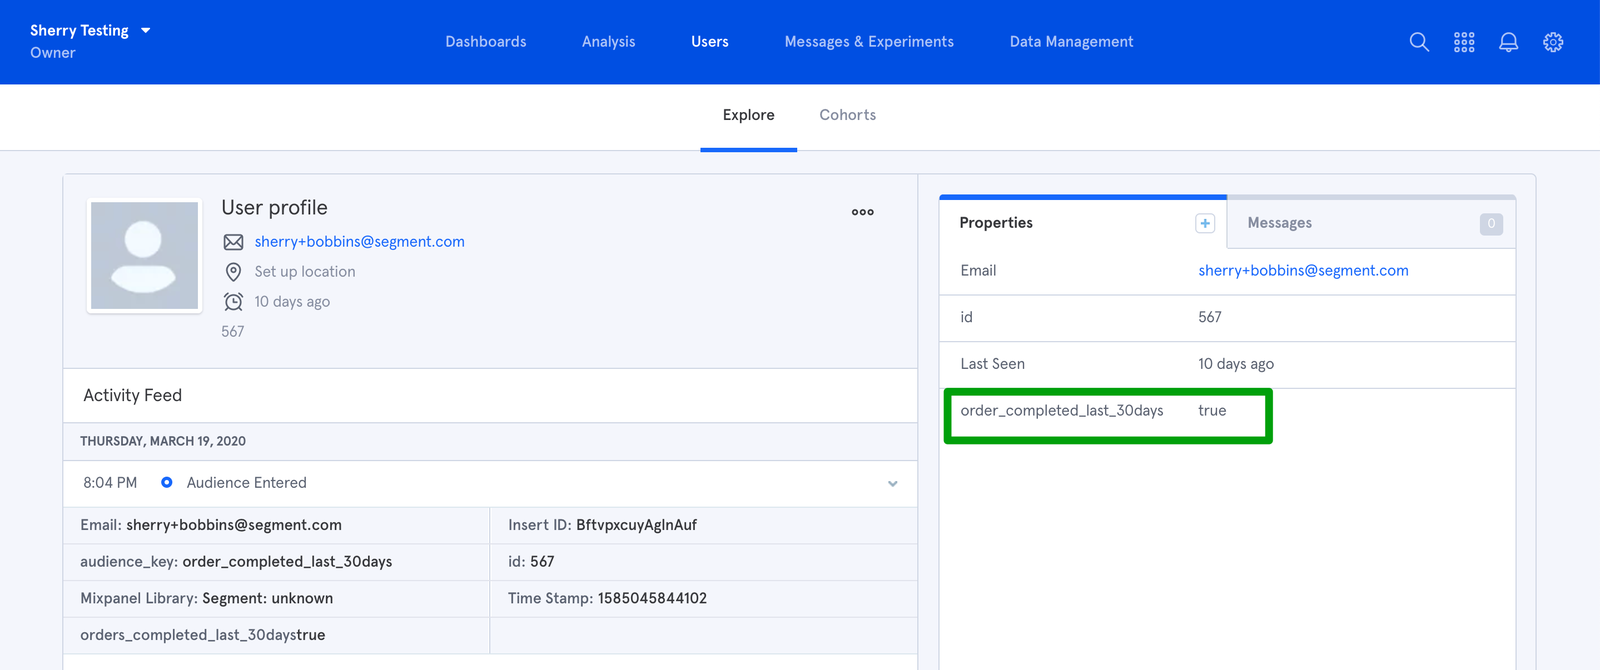 Sherry Testing
Owner
Dashboards
Analysis
Users
Messages & Experiments
Data Management
Explore
Cohorts
User profile
sherry+bobbins@segment.com
Set up location
10 days ago
567
Activity Feed
THURSDAY, MARCH 19, 2020
8:04 PM Audience Entered
Email: sherry+bobbins@segment.com
Insert ID: BftvpxcuyAglnAuf
audience_key: order_completed_last_30days
id: 567
Mixpanel Library: Segment: unknown
Time Stamp: 1585045844102
orders_completed_last_30daystrue
Properties +
Messages 0
Email sherry+bobbins@segment.com
id 567
Last Seen 10 days ago
order_completed_last_30days true